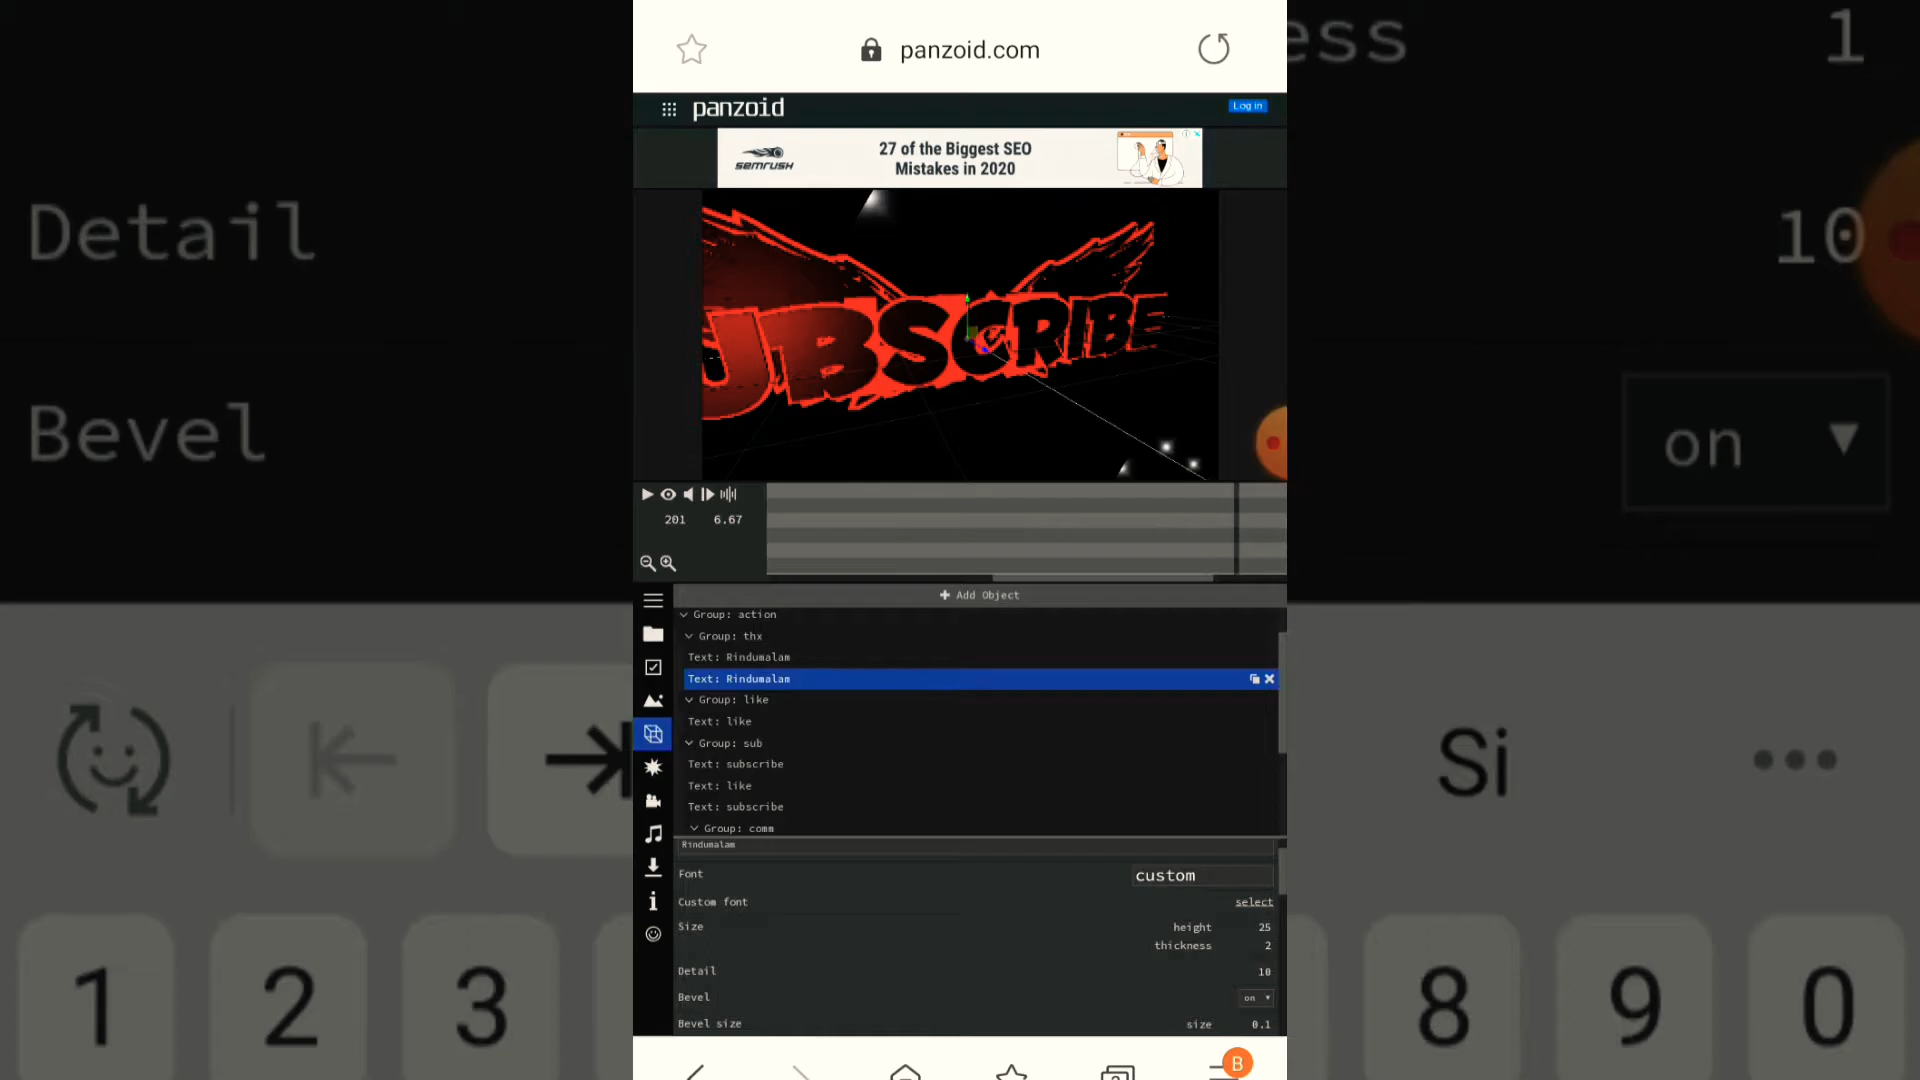 panzoid.com
panzoid
Log in
SEMRUSH
27 of the Biggest SEO
Mistakes in 2020
UBSCRIBE
201 6.67
Add Object
Group: action
Group: thx
Text: Rindumalam
Text: Rindumalam
Group: like
Text: like
Group: sub
Text: subscribe
Text: like
Text: subscribe
Group: comm
Rindumalam
Font custom
Custom font select
Size height 25
thickness 2
Detail 10
Bevel on
Bevel size size 0.1
B
ess 1
Detail 10
Bevel on
Si
1 2 3 8 9 0